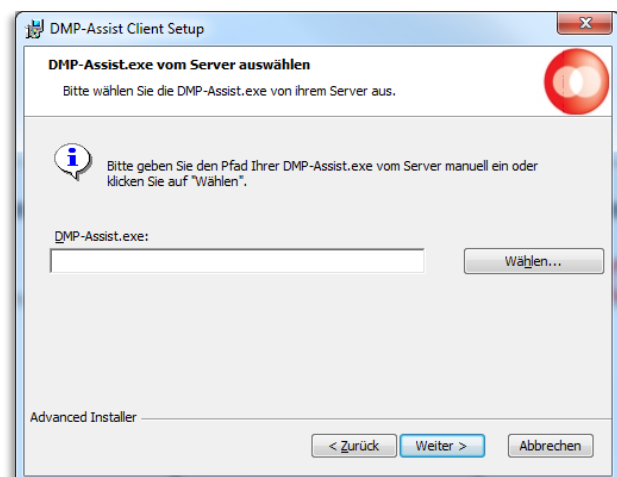 DMP-Assist Client Setup
DMP-Assist.exe vom Server auswählen
Bitte wählen Sie die DMP-Assist.exe von ihrem Server aus.
Bitte geben Sie den Pfad Ihrer DMP-Assist.exe vom Server manuell ein oder
klicken Sie auf "Wählen".
DMP-Assist.exe:
Wählen...
Advanced Installer
< Zurück
Weiter >
Abbrechen